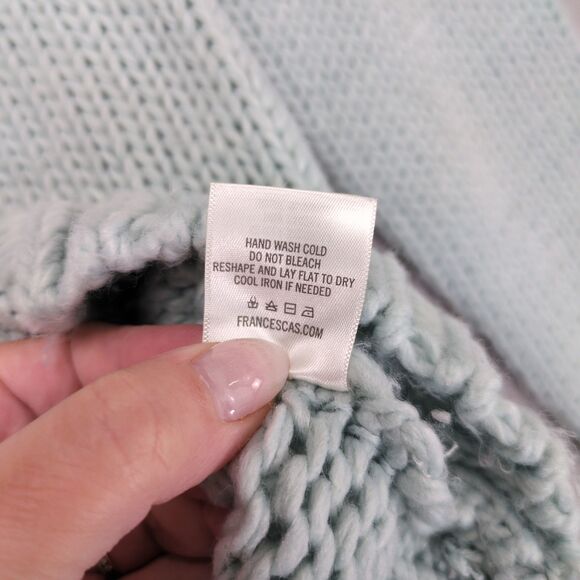 HAND WASH COLD
DO NOT BLEACH
RESHAPE AND LAY FLAT TO DRY
COOL IRON IF NEEDED
FRANCESCAS.COM